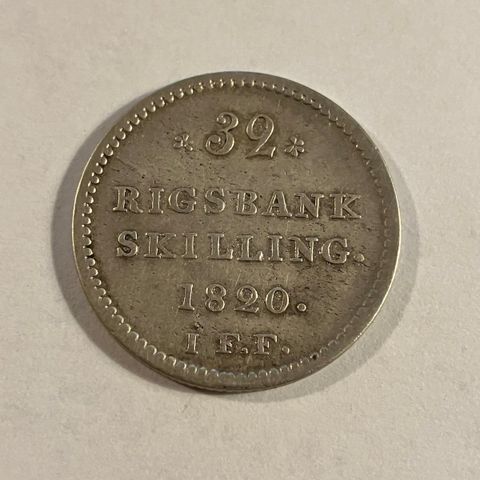 * 32 *
RIGSBANK
SKILLING.
1820.
I F.F.